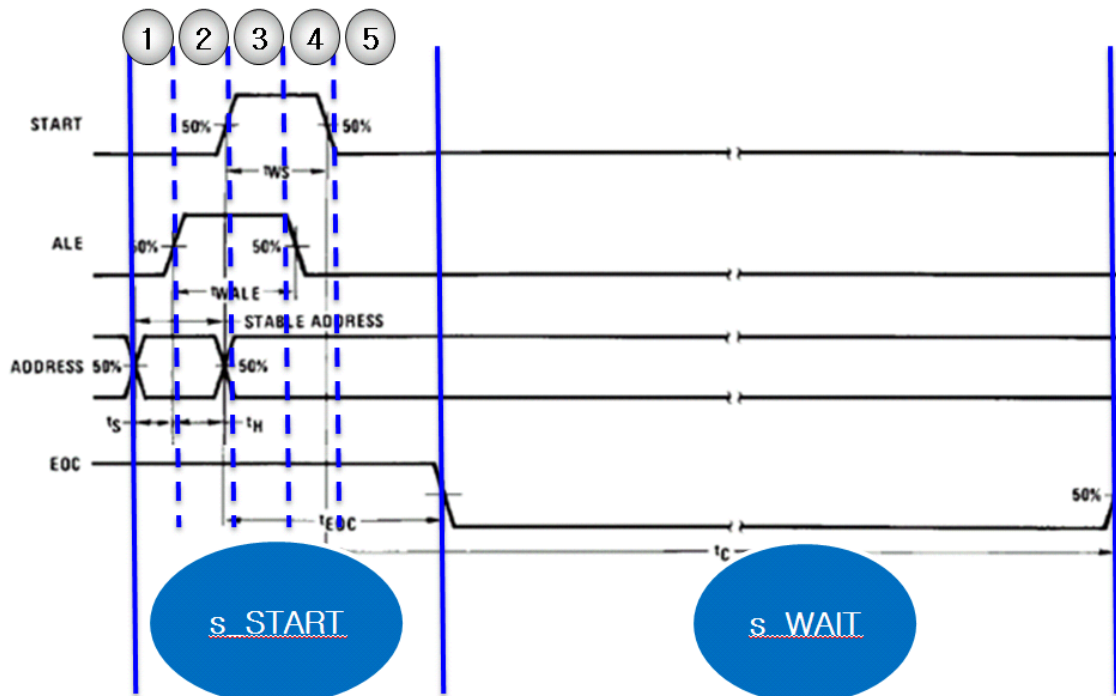 1 2 3 4 5
START 50% 50%
tWS
ALE 50% 50%
tWALE
STABLE ADDRESS
ADDRESS 50% 50%
tS tH
EOC 50%
tEOC
tC
s_START s_WAIT